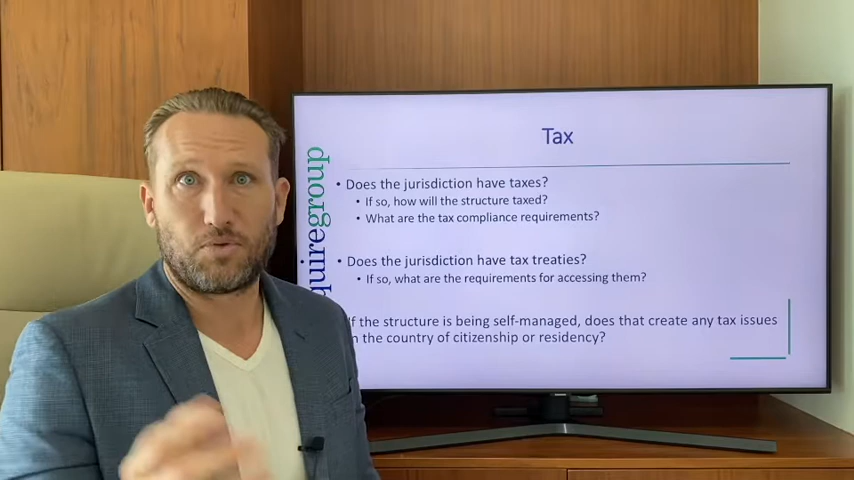 Tax
• Does the jurisdiction have taxes?
• If so, how will the structure taxed?
• What are the tax compliance requirements?
• Does the jurisdiction have tax treaties?
• If so, what are the requirements for accessing them?
If the structure is being self-managed, does that create any tax issues
the country of citizenship or residency?
quiregroup